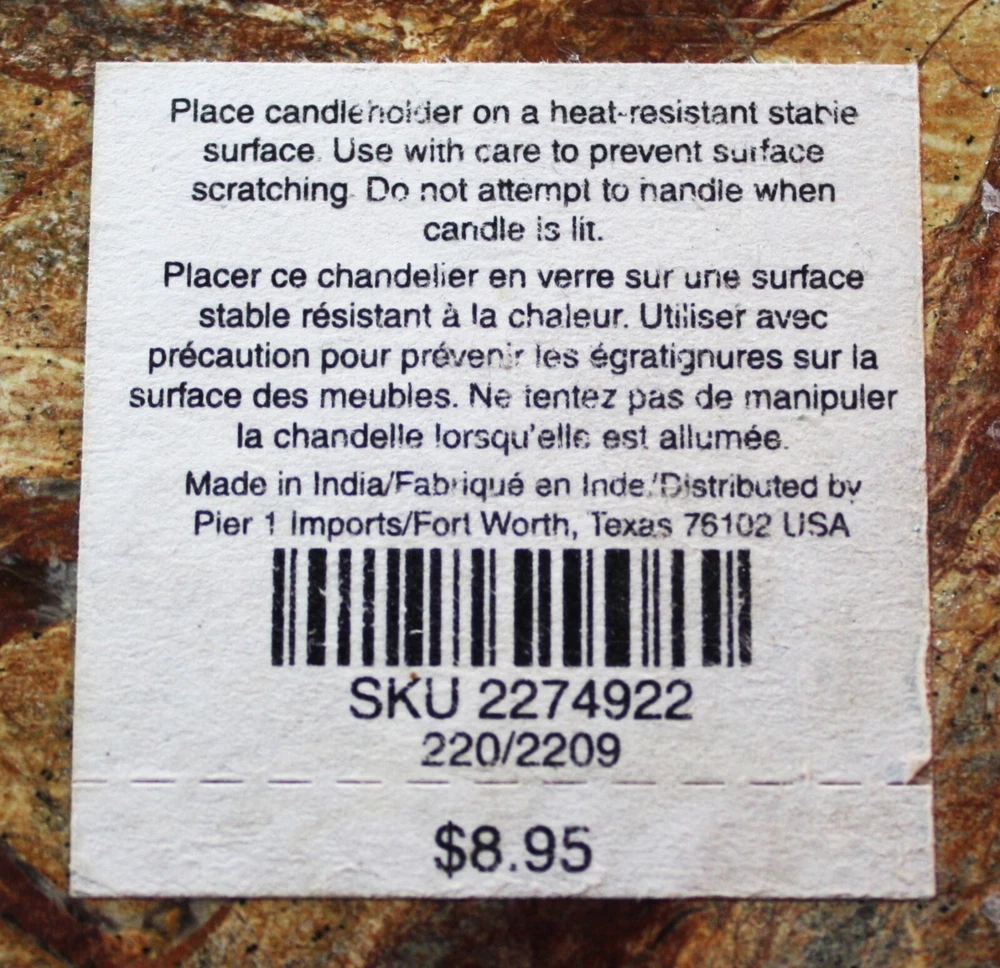 Place candleholder on a heat-resistant stable
surface. Use with care to prevent surface
scratching. Do not attempt to handle when
candle is lit.
Placer ce chandelier en verre sur une surface
stable résistant à la chaleur. Utiliser avec
précaution pour prévenir les égratignures sur la
surface des meubles. Ne tentez pas de manipuler
la chandelle lorsqu'elle est allumée.
Made in India/Fabriqué en Inde/Distributed by
Pier 1 Imports/Fort Worth, Texas 76102 USA
SKU 2274922
220/2209
$8.95